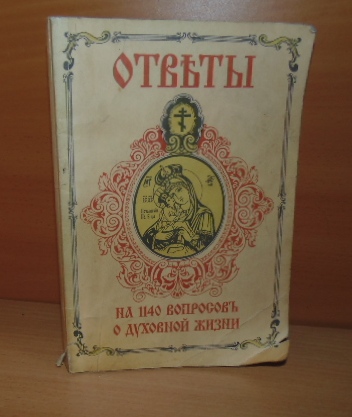 ОТВѢТЫ
НА 1140 ВОПРОСОВЪ
О ДУХОВНОЙ ЖИЗНИ